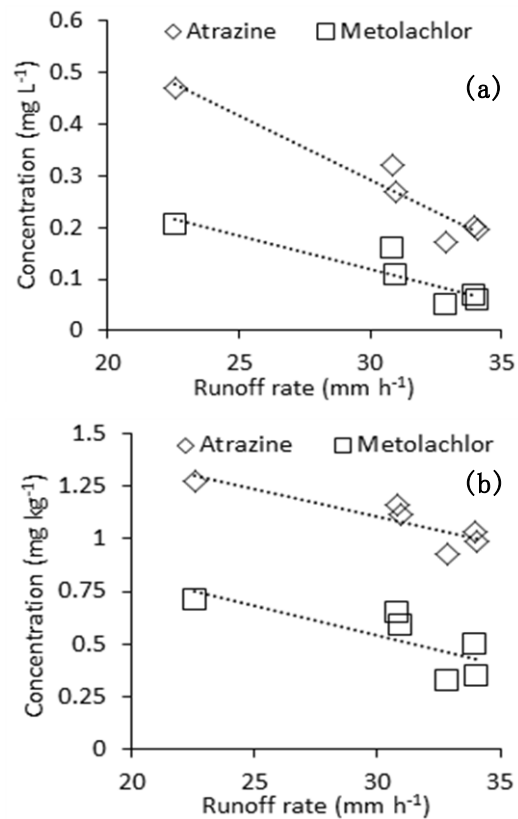 Atrazine Metolachlor
(a)
Concentration (mg L-1)
0.6
0.5
0.4
0.3
0.2
0.1
0
20 25 30 35
Runoff rate (mm h-1)
Atrazine Metolachlor
(b)
Concentration (mg kg-1)
1.5
1.25
1
0.75
0.5
0.25
0
20 25 30 35
Runoff rate (mm h-1)